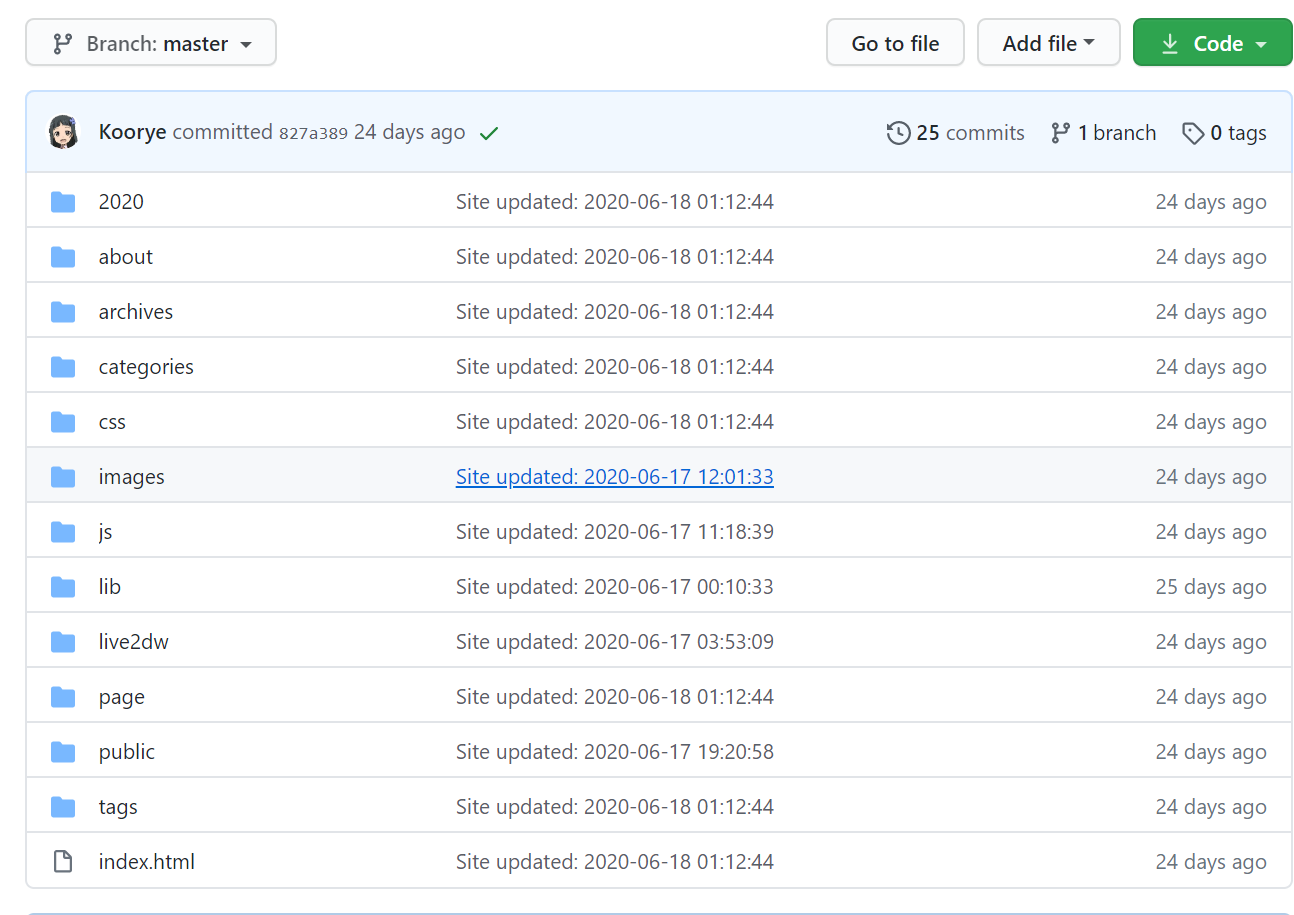 Branch: master Go to file Add file Code
Koorye committed 827a389 24 days ago 25 commits 1 branch 0 tags
2020 Site updated: 2020-06-18 01:12:44 24 days ago
about Site updated: 2020-06-18 01:12:44 24 days ago
archives Site updated: 2020-06-18 01:12:44 24 days ago
categories Site updated: 2020-06-18 01:12:44 24 days ago
css Site updated: 2020-06-18 01:12:44 24 days ago
images Site updated: 2020-06-17 12:01:33 24 days ago
js Site updated: 2020-06-17 11:18:39 24 days ago
lib Site updated: 2020-06-17 00:10:33 25 days ago
live2dw Site updated: 2020-06-17 03:53:09 24 days ago
page Site updated: 2020-06-18 01:12:44 24 days ago
public Site updated: 2020-06-17 19:20:58 24 days ago
tags Site updated: 2020-06-18 01:12:44 24 days ago
index.html Site updated: 2020-06-18 01:12:44 24 days ago